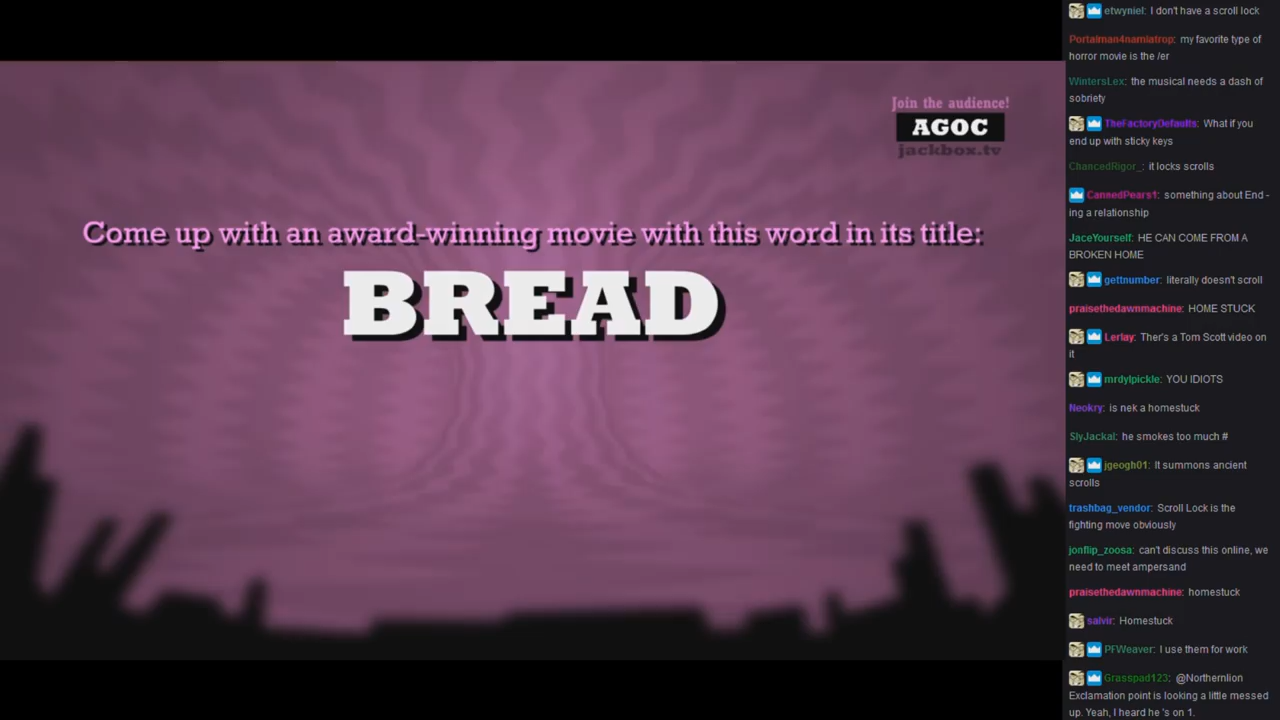 Join the audience!
AGOC
jackbox.tv
Come up with an award-winning movie with this word in its title:
BREAD
etwyniel: I don't have a scroll lock
Portalman4namiatrop: my favorite type of
horror movie is the /er
WintersLex: the musical needs a dash of
sobriety
TheFactoryDefaults: What if you
end up with sticky keys
ChancedRigor_: it locks scrolls
CannedPears1: something about End -
ing a relationship
JaceYourself: HE CAN COME FROM A
BROKEN HOME
gettnumber: literally doesn't scroll
praisethedawnmachine: HOME STUCK
Lerlay: Ther's a Tom Scott video on
it
mrdylpickle: YOU IDIOTS
Neokry: is nek a homestuck
SlyJackal: he smokes too much #
jgeogh01: It summons ancient
scrolls
trashbag_vendor: Scroll Lock is the
fighting move obviously
jonflip_zoosa: can't discuss this online, we
need to meet ampersand
praisethedawnmachine: homestuck
salvir: Homestuck
PFWeaver: I use them for work
Grasspad123: @Northernlion
Exclamation point is looking a little messed
up. Yeah, I heard he 's on 1.